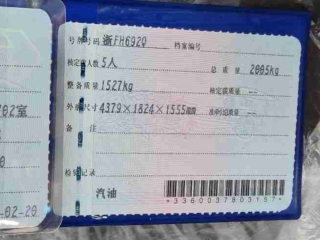 02室
02-20
号牌号码 浙FH692Q 档案编号
核定载人数 5人 总质量 2005kg
整备质量 1527kg 核定载质量
外廓尺寸 4379×1824×1555mm 准牵引总质量
备注
检验记录
汽油
*3360037803167*